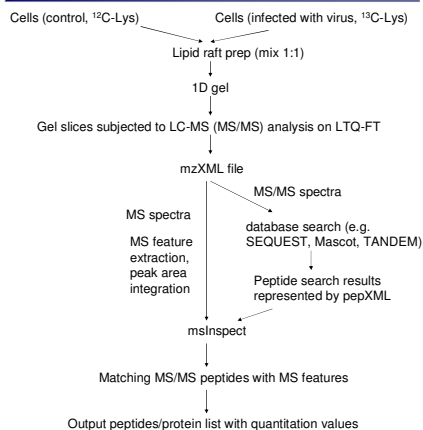 Cells (control, ¹²C-Lys)
Cells (infected with virus, ¹³C-Lys)
Lipid raft prep (mix 1:1)
1D gel
Gel slices subjected to LC-MS (MS/MS) analysis on LTQ-FT
mzXML file
MS/MS spectra
MS spectra
MS feature
extraction,
peak area
integration
database search (e.g.
SEQUEST, Mascot, TANDEM)
Peptide search results
represented by pepXML
msInspect
Matching MS/MS peptides with MS features
Output peptides/protein list with quantitation values